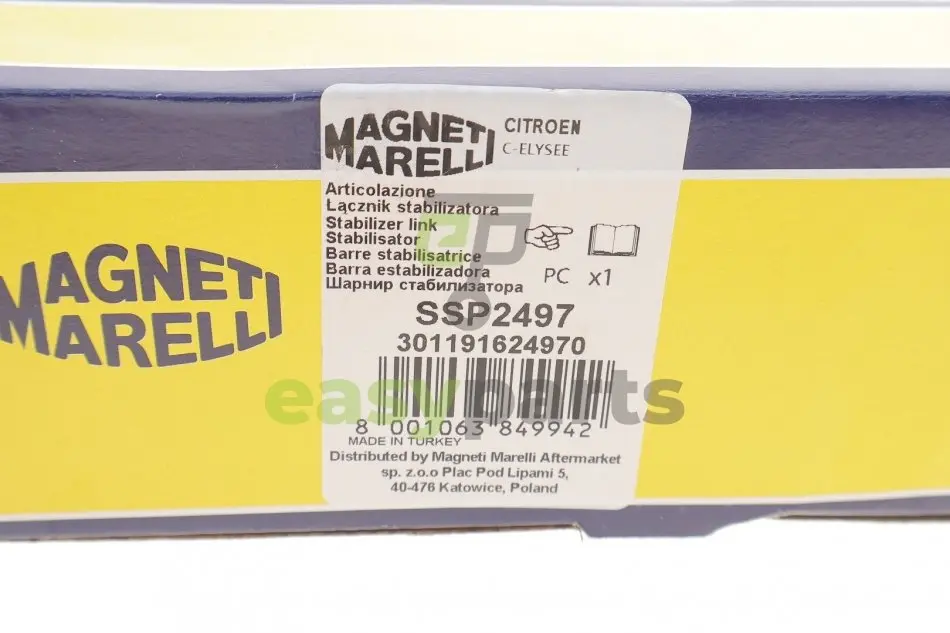 MAGNETI
MARELLI
MAGNETI
MARELLI
CITROEN
C-ELYSEE
Articolazione
Łącznik stabilizatora
Stabilizer link
Stabilisator
Barre stabilisatrice
Barra estabilizadora
Шарнир стабилизатора
PC x1
SSP2497
301191624970
8 001063 849942
MADE IN TURKEY
Distributed by Magneti Marelli Aftermarket
sp. z.o.o Plac Pod Lipami 5,
40-476 Katowice, Poland
ep
easyparts